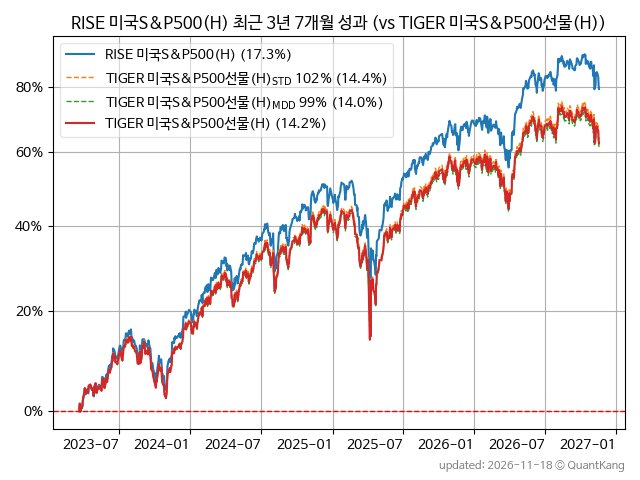 RISE 미국S&P500(H) 최근 3년 7개월 성과 (vs TIGER 미국S&P500선물(H))
RISE 미국S&P500(H) (17.3%)
TIGER 미국S&P500선물(H)STD 102% (14.4%)
TIGER 미국S&P500선물(H)MDD 99% (14.0%)
TIGER 미국S&P500선물(H) (14.2%)
80%
60%
40%
20%
0%
2023-07 2024-01 2024-07 2025-01 2025-07 2026-01 2026-07 2027-01
updated: 2026-11-18 © QuantKang